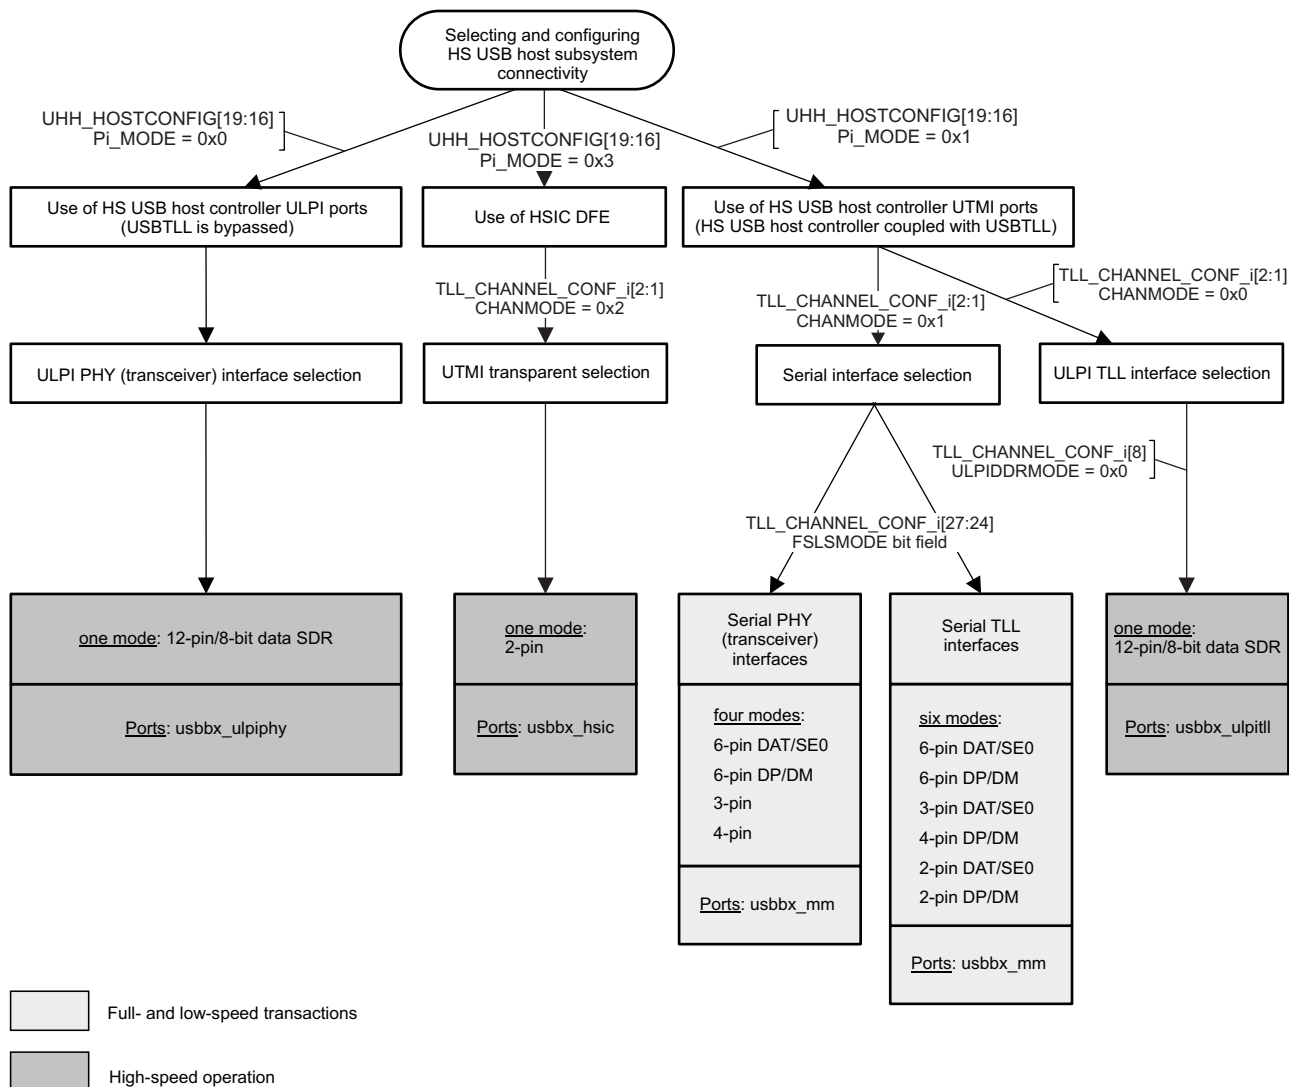 Selecting and configuring
HS USB host subsystem
connectivity
UHH_HOSTCONFIG[19:16]
Pi_MODE = 0x0
UHH_HOSTCONFIG[19:16]
Pi_MODE = 0x3
UHH_HOSTCONFIG[19:16]
Pi_MODE = 0x1
Use of HS USB host controller ULPI ports
(USBTLL is bypassed)
Use of HSIC DFE
Use of HS USB host controller UTMI ports
(HS USB host controller coupled with USBTLL)
TLL_CHANNEL_CONF_i[2:1]
CHANMODE = 0x2
TLL_CHANNEL_CONF_i[2:1]
CHANMODE = 0x1
TLL_CHANNEL_CONF_i[2:1]
CHANMODE = 0x0
ULPI PHY (transceiver) interface selection
UTMI transparent selection
Serial interface selection
ULPI TLL interface selection
TLL_CHANNEL_CONF_i[8]
ULPIDDRMODE = 0x0
TLL_CHANNEL_CONF_i[27:24]
FSLSMODE bit field
one mode: 12-pin/8-bit data SDR
Ports: usbbx_ulpiphy
one mode:
2-pin
Ports: usbbx_hsic
Serial PHY
(transceiver)
interfaces
four modes:
6-pin DAT/SE0
6-pin DP/DM
3-pin
4-pin
Ports: usbbx_mm
Serial TLL
interfaces
six modes:
6-pin DAT/SE0
6-pin DP/DM
3-pin DAT/SE0
4-pin DP/DM
2-pin DAT/SE0
2-pin DP/DM
Ports: usbbx_mm
one mode:
12-pin/8-bit data SDR
Ports: usbbx_ulpitll
Full- and low-speed transactions
High-speed operation